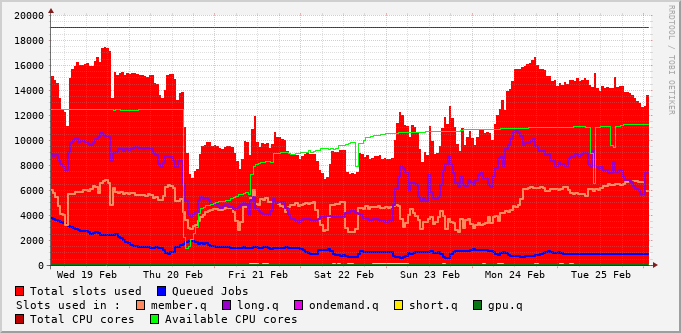 20000
18000
16000
14000
12000
10000
8000
6000
4000
2000
0
Wed 19 Feb Thu 20 Feb Fri 21 Feb Sat 22 Feb Sun 23 Feb Mon 24 Feb Tue 25 Feb
Total slots used Queued Jobs
Slots used in : member.q long.q ondemand.q short.q gpu.q
Total CPU cores Available CPU cores
RRDTOOL / TOBI OETIKER